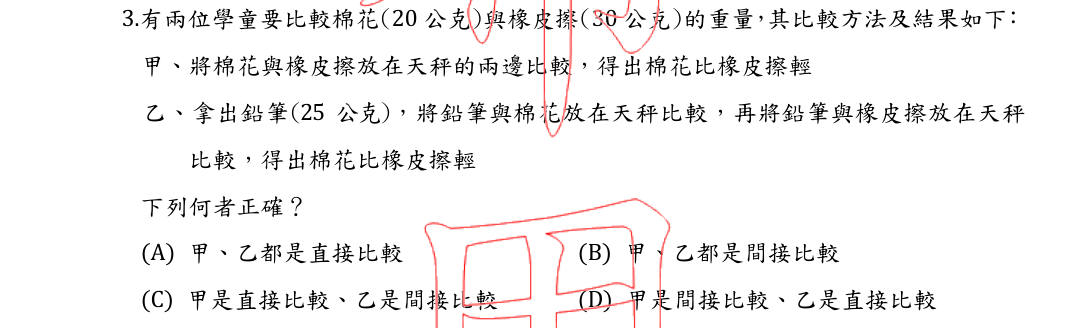 3.有兩位學童要比較棉花(20 公克)與橡皮擦(30 公克)的重量，其比較方法及結果如下：
甲、將棉花與橡皮擦放在天秤的兩邊比較，得出棉花比橡皮擦輕
乙、拿出鉛筆(25 公克)，將鉛筆與棉花放在天秤比較，再將鉛筆與橡皮擦放在天秤
比較，得出棉花比橡皮擦輕
下列何者正確？
(A) 甲、乙都是直接比較 (B) 甲、乙都是間接比較
(C) 甲是直接比較、乙是間接比較 (D) 甲是間接比較、乙是直接比較